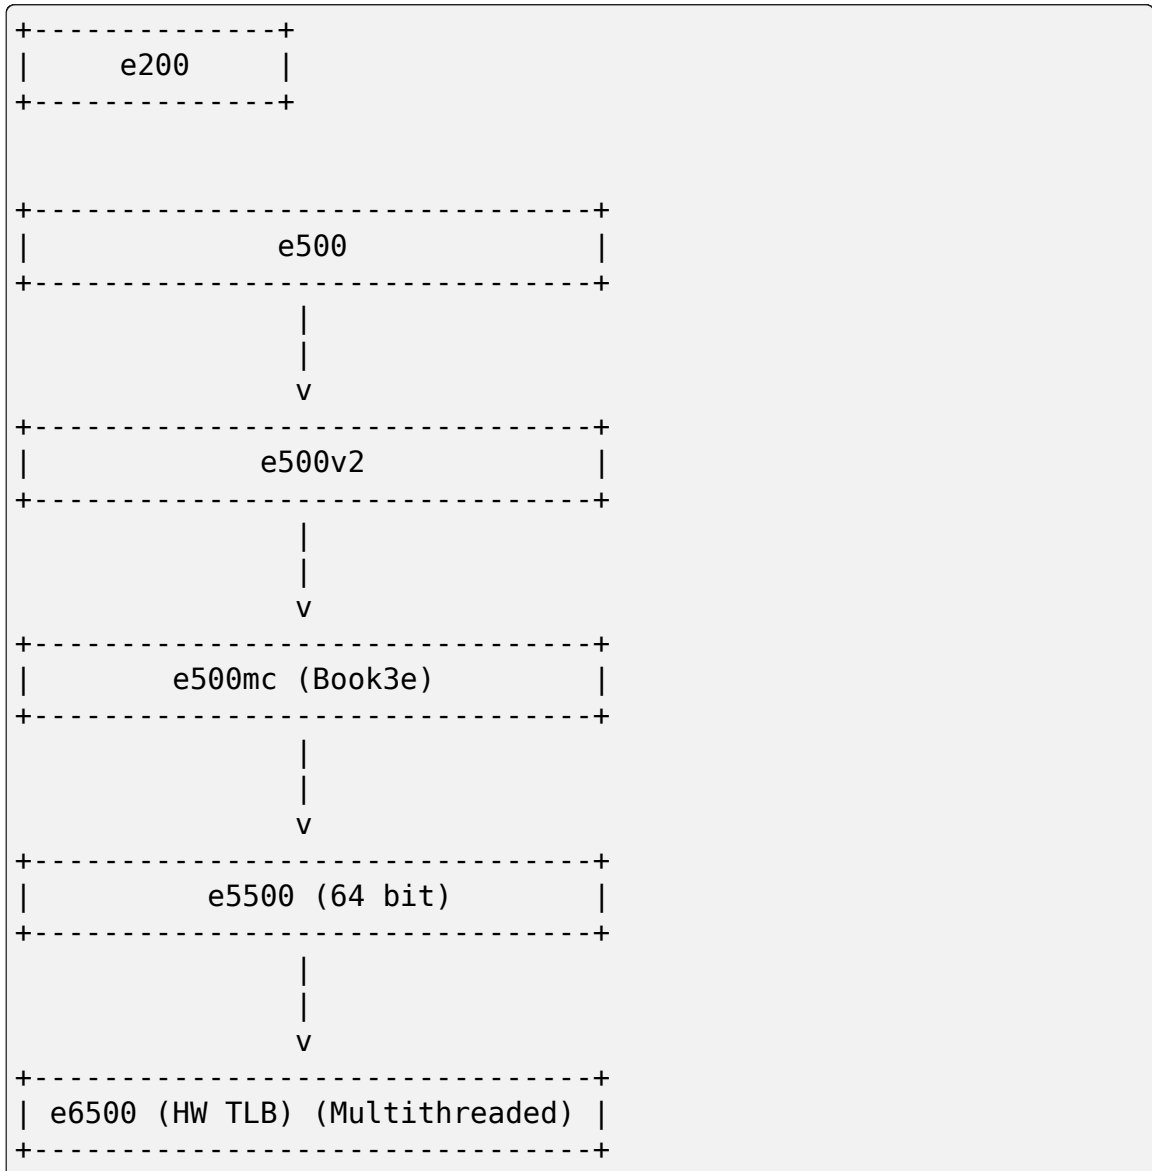 +--------------+
|     e200     |
+--------------+
+--------------------------------+
|              e500              |
+--------------------------------+
                |
                |
                v
+--------------------------------+
|             e500v2             |
+--------------------------------+
                |
                |
                v
+--------------------------------+
|        e500mc (Book3e)         |
+--------------------------------+
                |
                |
                v
+--------------------------------+
|          e5500 (64 bit)        |
+--------------------------------+
                |
                |
                v
+--------------------------------+
| e6500 (HW TLB) (Multithreaded) |
+--------------------------------+